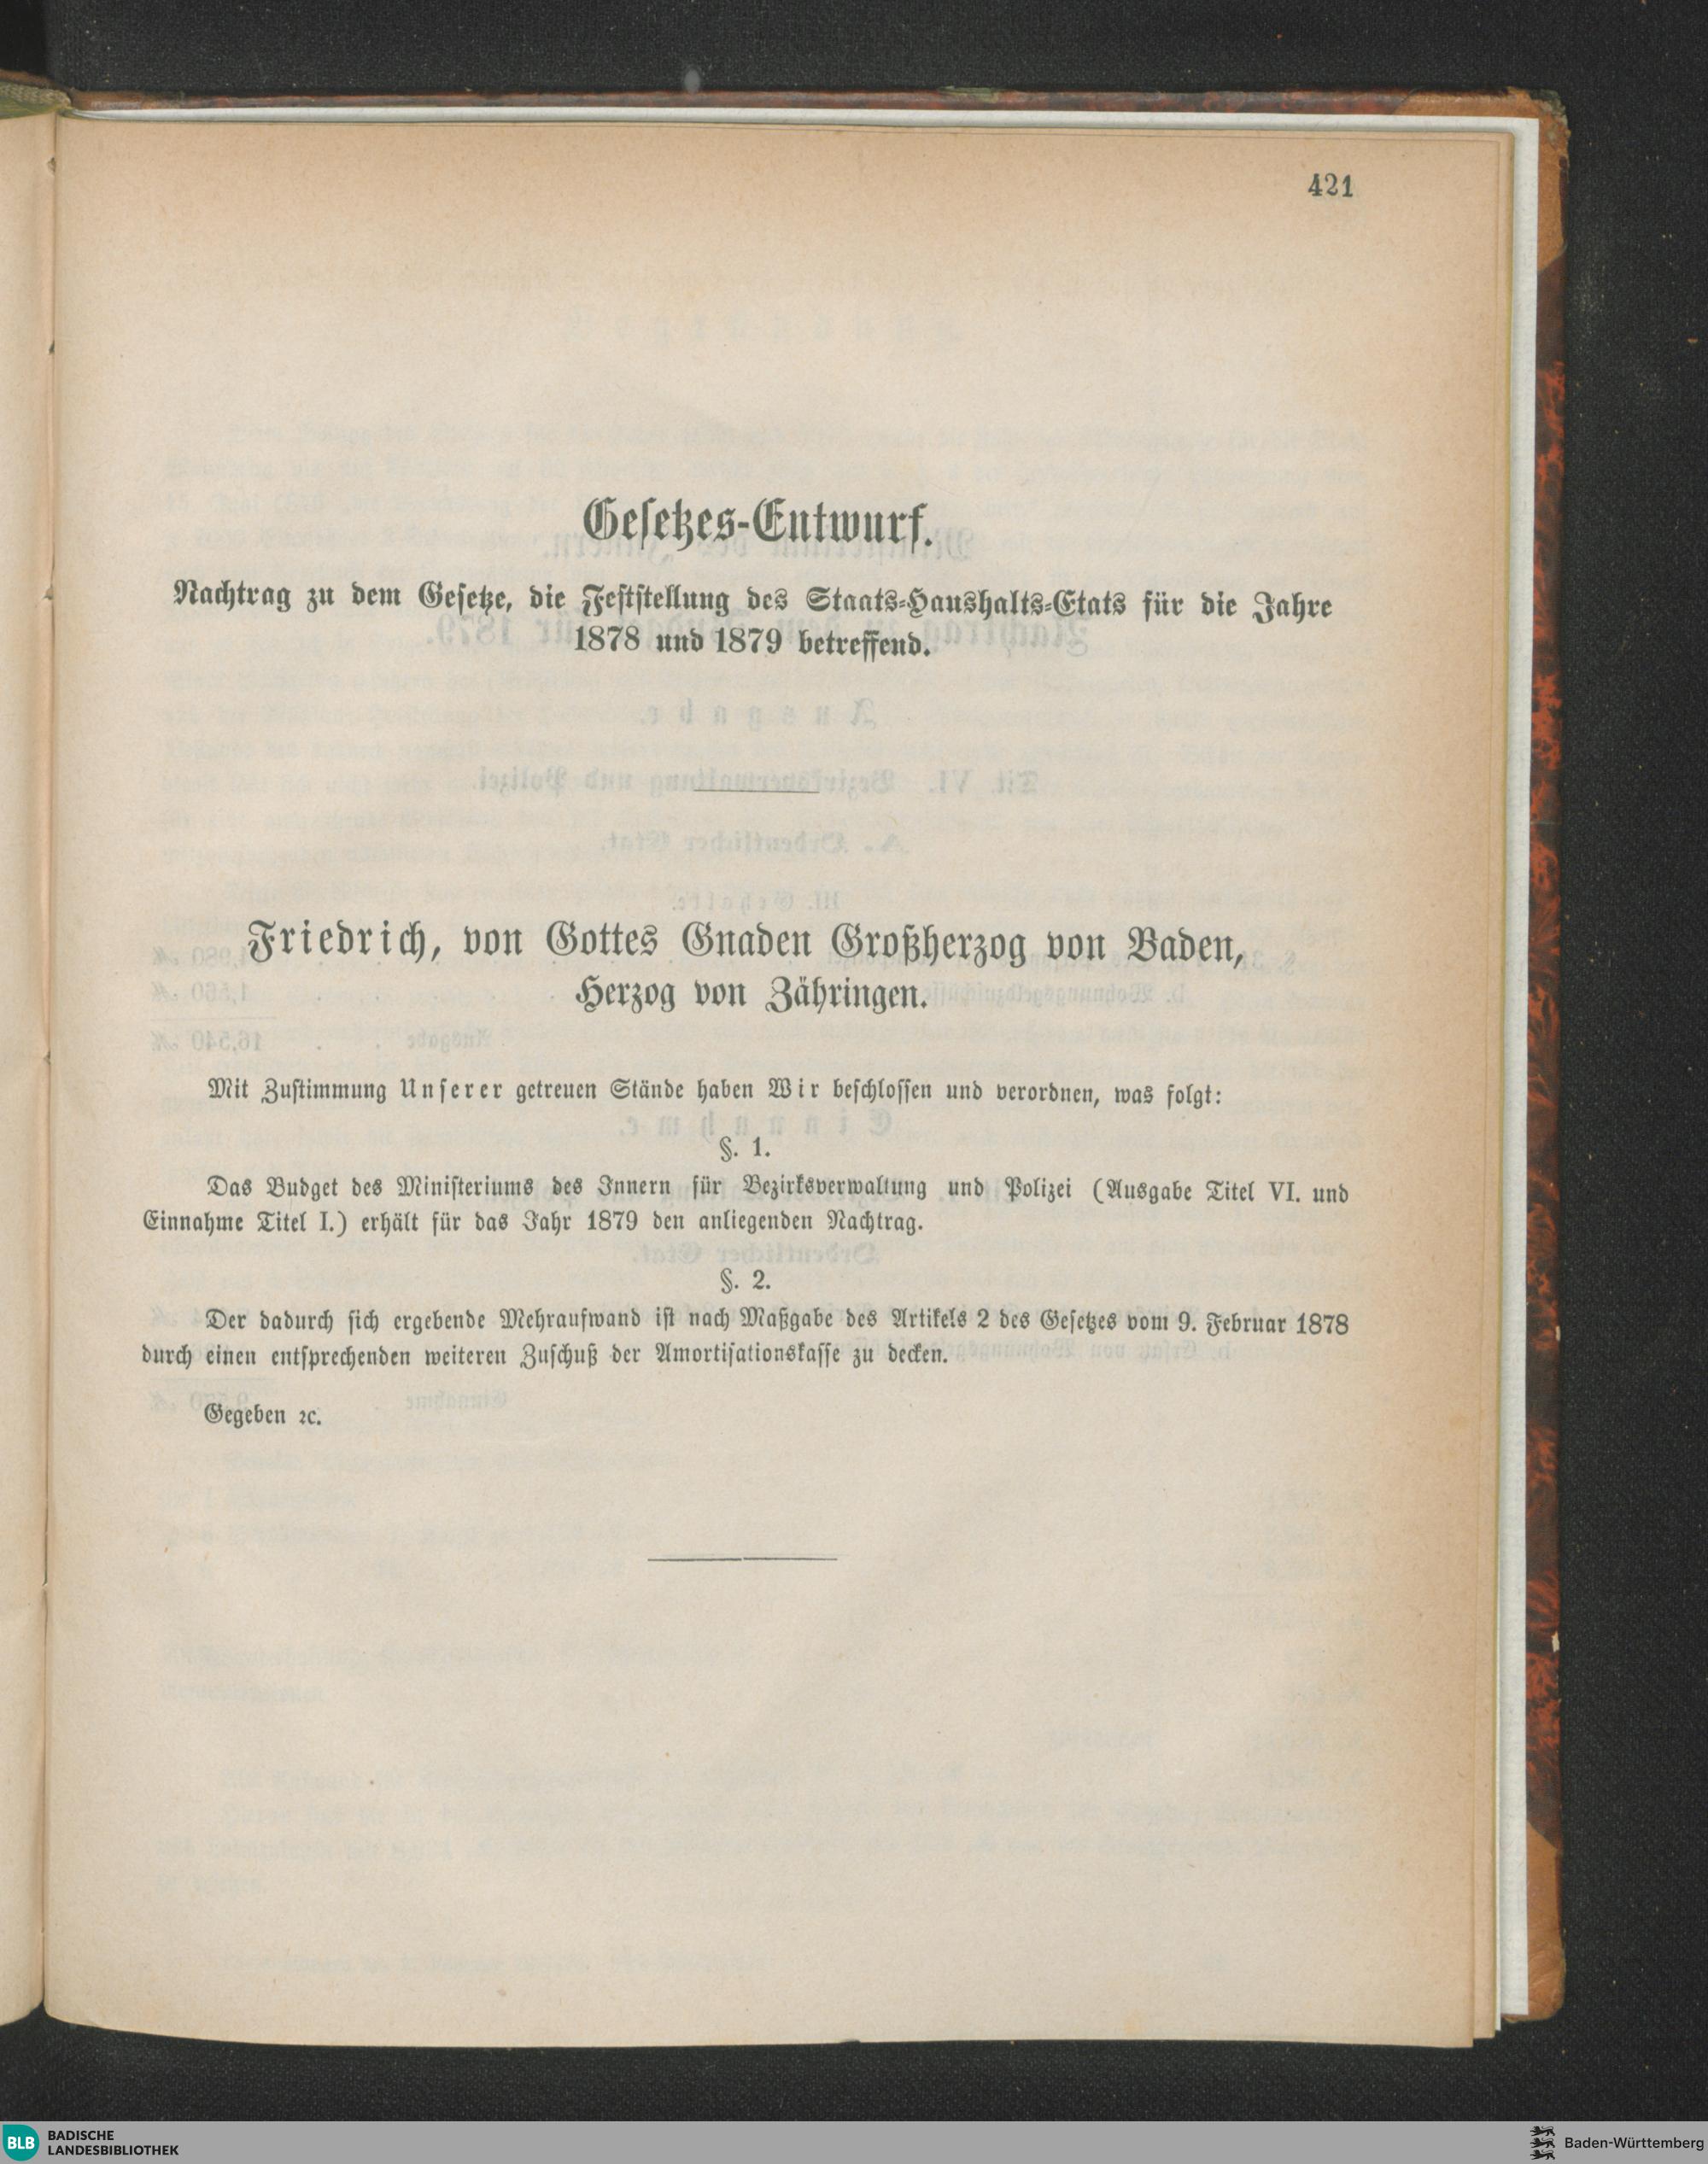 421
Gesetzes-Entwurf.
Nachtrag zu dem Gesetze, die Feststellung des Staats-Haushalts-Etats für die Jahre
1878 und 1879 betreffend.
Friedrich, von Gottes Gnaden Großherzog von Baden,
Herzog von Zähringen.
Mit Zustimmung Unserer getreuen Stände haben Wir beschlossen und verordnen, was folgt:
§. 1.
Das Budget des Ministeriums des Innern für Bezirksverwaltung und Polizei (Ausgabe Titel VI. und
Einnahme Titel I.) erhält für das Jahr 1879 den anliegenden Nachtrag.
§. 2.
Der dadurch sich ergebende Mehraufwand ist nach Maßgabe des Artikels 2 des Gesetzes vom 9. Februar 1878
durch einen entsprechenden weiteren Zuschuß der Amortisationskasse zu decken.
Gegeben ꝛc.
BLB BADISCHE
LANDESBIBLIOTHEK
Baden-Württemberg